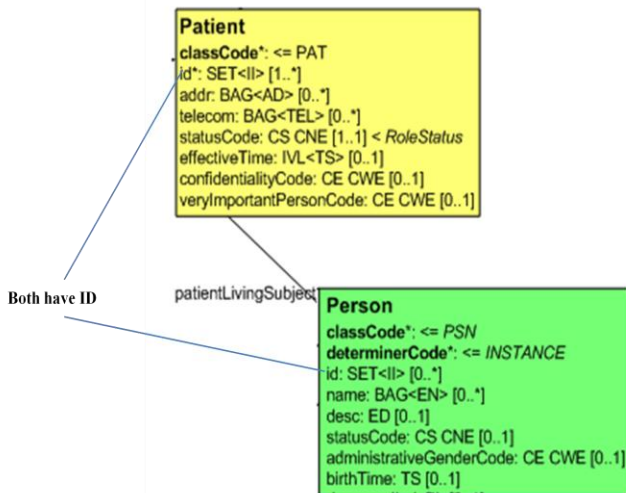 Patient
classCode*: <= PAT
id*: SET<II> [1..*]
addr: BAG<AD> [0..*]
telecom: BAG<TEL> [0..*]
statusCode: CS CNE [1..1] < RoleStatus
effectiveTime: IVL<TS> [0..1]
confidentialityCode: CE CWE [0..1]
veryImportantPersonCode: CE CWE [0..1]
Both have ID
patientLivingSubject
Person
classCode*: <= PSN
determinerCode*: <= INSTANCE
id: SET<II> [0..*]
name: BAG<EN> [0..*]
desc: ED [0..1]
statusCode: CS CNE [0..1]
administrativeGenderCode: CE CWE [0..1]
birthTime: TS [0..1]